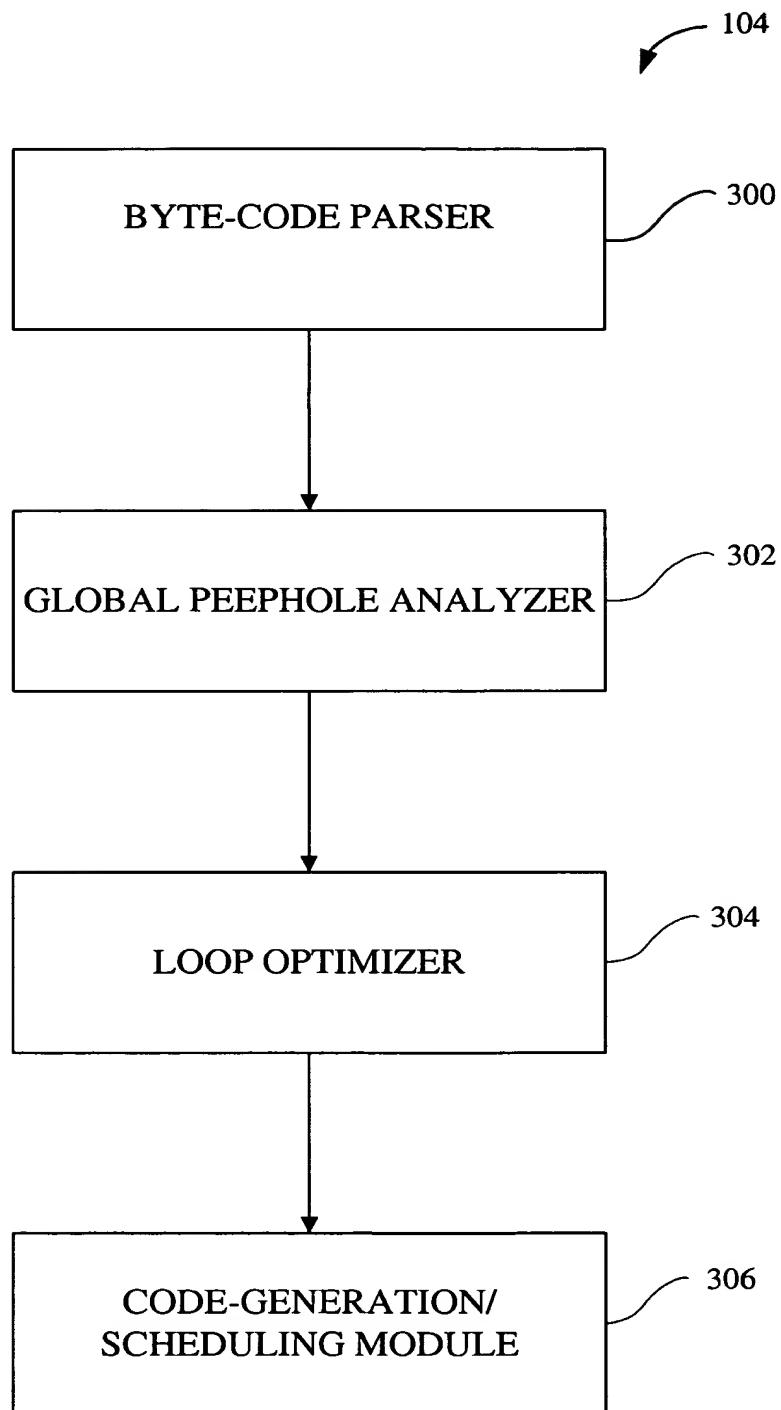 104
BYTE-CODE PARSER
300
GLOBAL PEEPHOLE ANALYZER
302
LOOP OPTIMIZER
304
CODE-GENERATION/
SCHEDULING MODULE
306